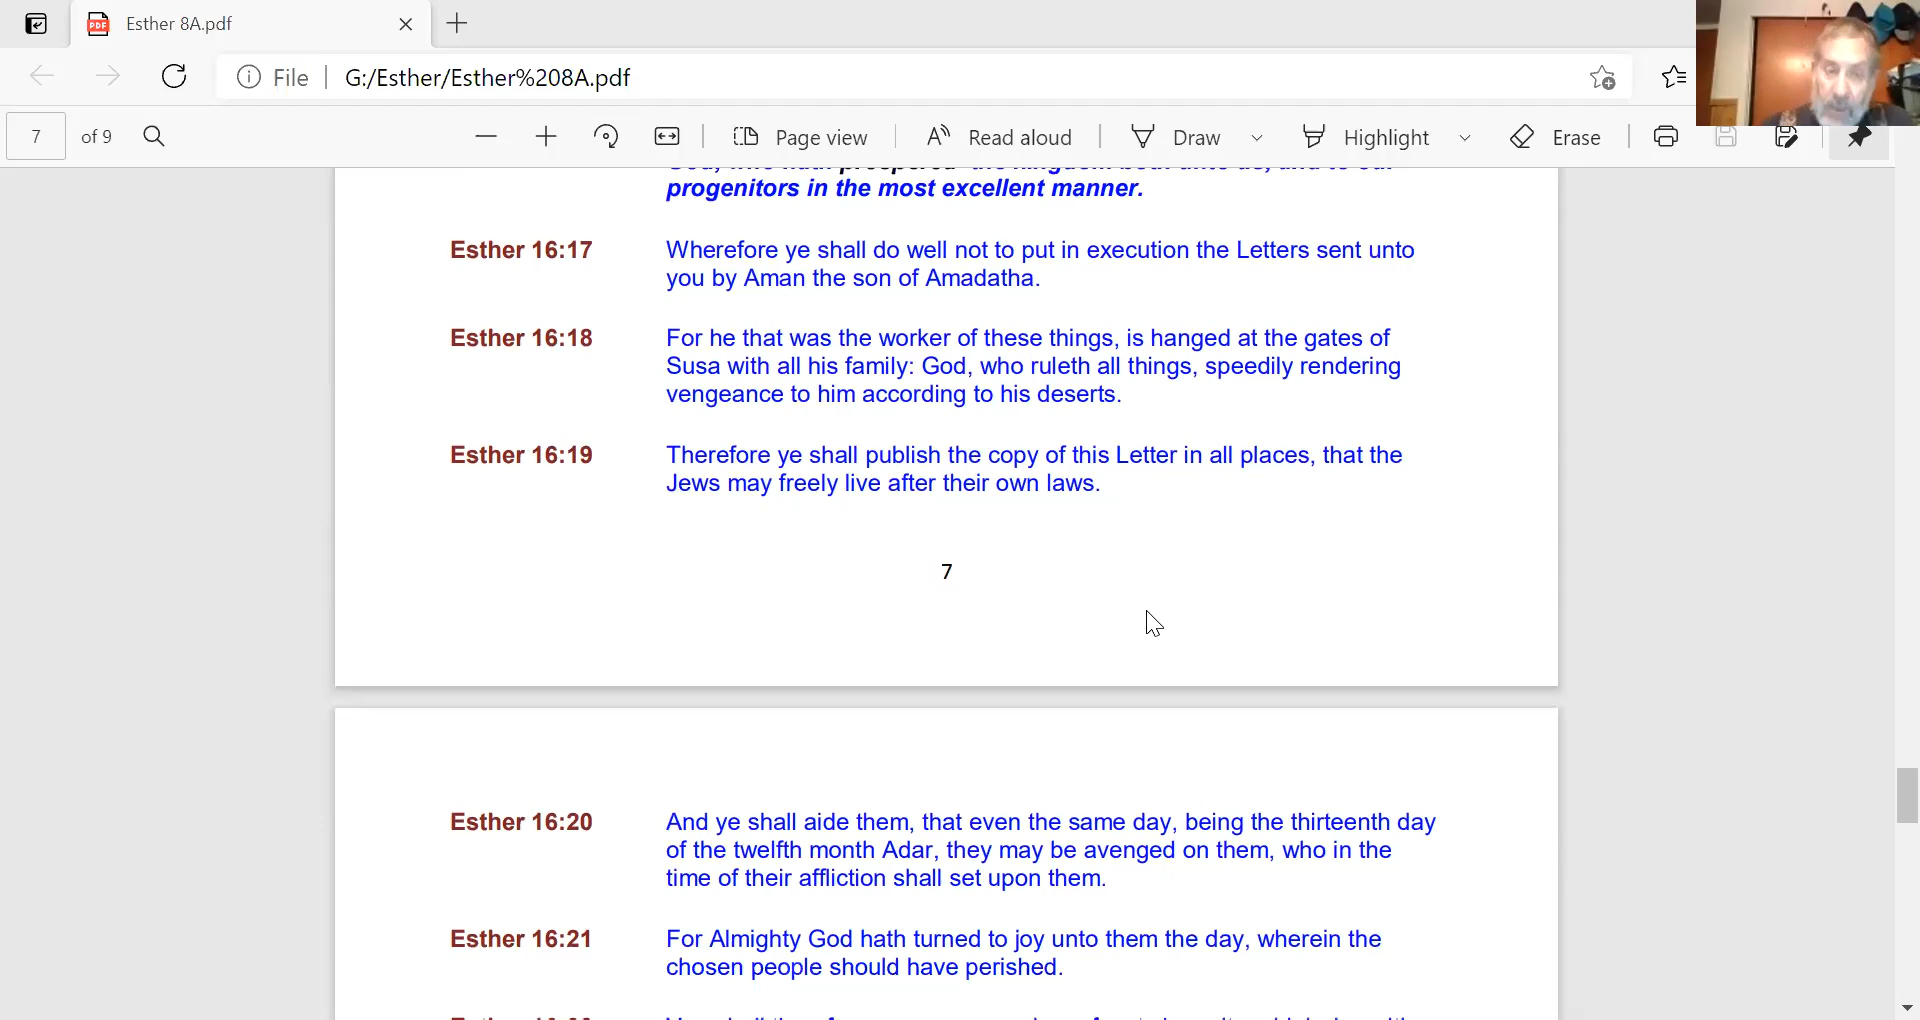 Esther 8A.pdf
File G:/Esther/Esther%208A.pdf
7 of 9 Page view Read aloud Draw Highlight Erase
progenitors in the most excellent manner.
Esther 16:17 Wherefore ye shall do well not to put in execution the Letters sent unto
you by Aman the son of Amadatha.
Esther 16:18 For he that was the worker of these things, is hanged at the gates of
Susa with all his family: God, who ruleth all things, speedily rendering
vengeance to him according to his deserts.
Esther 16:19 Therefore ye shall publish the copy of this Letter in all places, that the
Jews may freely live after their own laws.
7
Esther 16:20 And ye shall aide them, that even the same day, being the thirteenth day
of the twelfth month Adar, they may be avenged on them, who in the
time of their affliction shall set upon them.
Esther 16:21 For Almighty God hath turned to joy unto them the day, wherein the
chosen people should have perished.